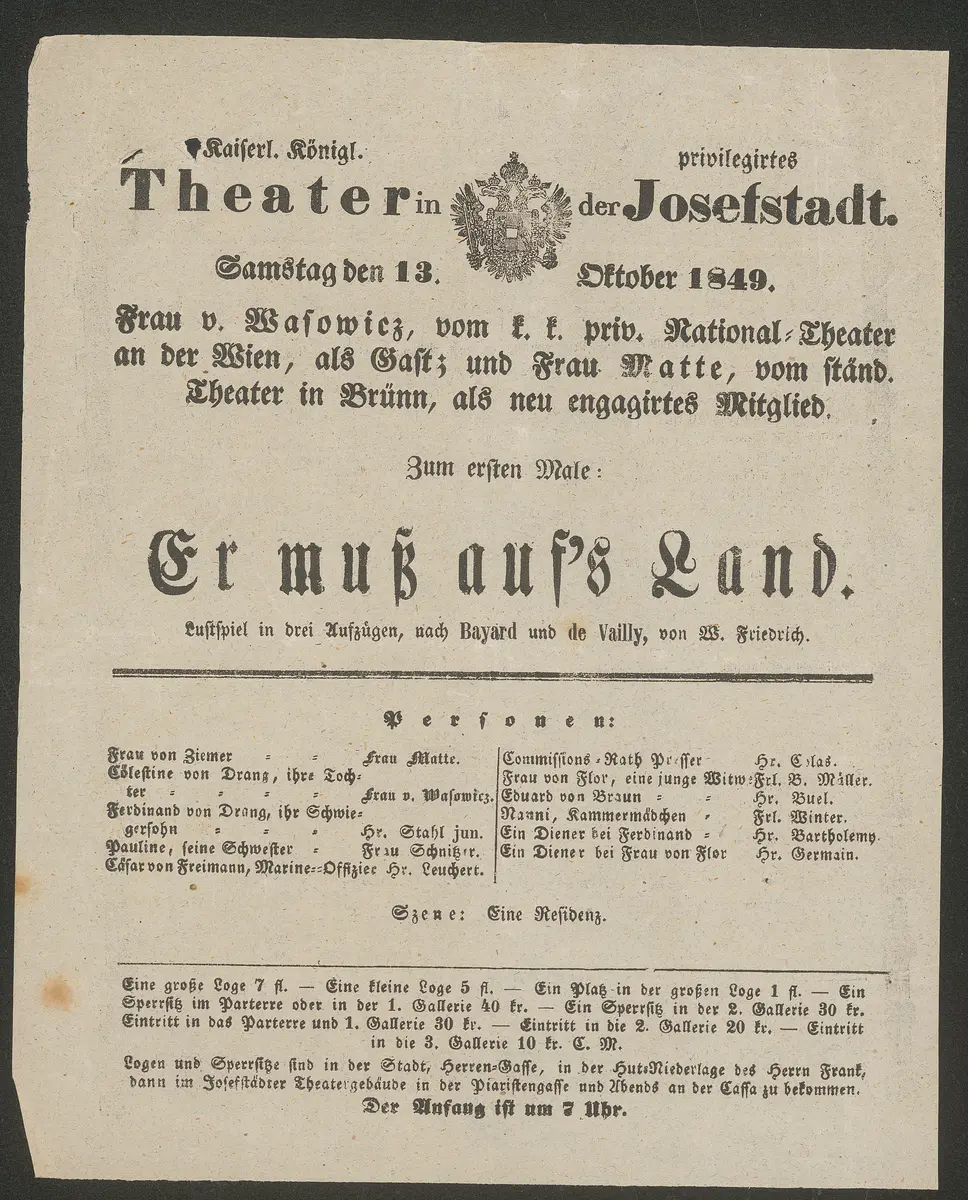 Kaiserl. Königl. privilegirtes
Theater in der Josefstadt.
Samstag den 13. Oktober 1849.
Frau v. Wasowicz, vom k. k. priv. National-Theater
an der Wien, als Gast; und Frau Matte, vom ständ.
Theater in Brünn, als neu engagirtes Mitglied.
Zum ersten Male:
Er muß auf's Land.
Lustspiel in drei Aufzügen, nach Bayard und de Vailly, von W. Friedrich.
Personen:
Frau von Ziemer - - Frau Matte.
Cölestine von Drang, ihre Toch-
ter - - - - Frau v. Wasowicz.
Ferdinand von Drang, ihr Schwie-
gersohn - - - Hr. Stahl jun.
Pauline, seine Schwester - Frau Schnitzer.
Cäsar von Freimann, Marine-Offizier Hr. Leuchert.
Commissions-Rath Presser Hr. Colas.
Frau von Flor, eine junge Witwe Frl. B. Müller.
Eduard von Braun - - Hr. Buel.
Nanni, Kammermädchen - Frl. Winter.
Ein Diener bei Ferdinand - Hr. Bartholemy.
Ein Diener bei Frau von Flor Hr. Germain.
Szene: Eine Residenz.
Eine große Loge 7 fl. — Eine kleine Loge 5 fl. — Ein Platz in der großen Loge 1 fl. — Ein
Sperrsitz im Parterre oder in der 1. Gallerie 40 kr. — Ein Sperrsitz in der 2. Gallerie 30 kr.
Eintritt in das Parterre und 1. Gallerie 30 kr. — Eintritt in die 2. Gallerie 20 kr. — Eintritt
in die 3. Gallerie 10 kr. C. M.
Logen und Sperrsitze sind in der Stadt, Herren-Gasse, in der Hut-Niederlage des Herrn Frank,
dann im Josefstädter Theatergebäude in der Piaristengasse und Abends an der Cassa zu bekommen.
Der Anfang ist um 7 Uhr.